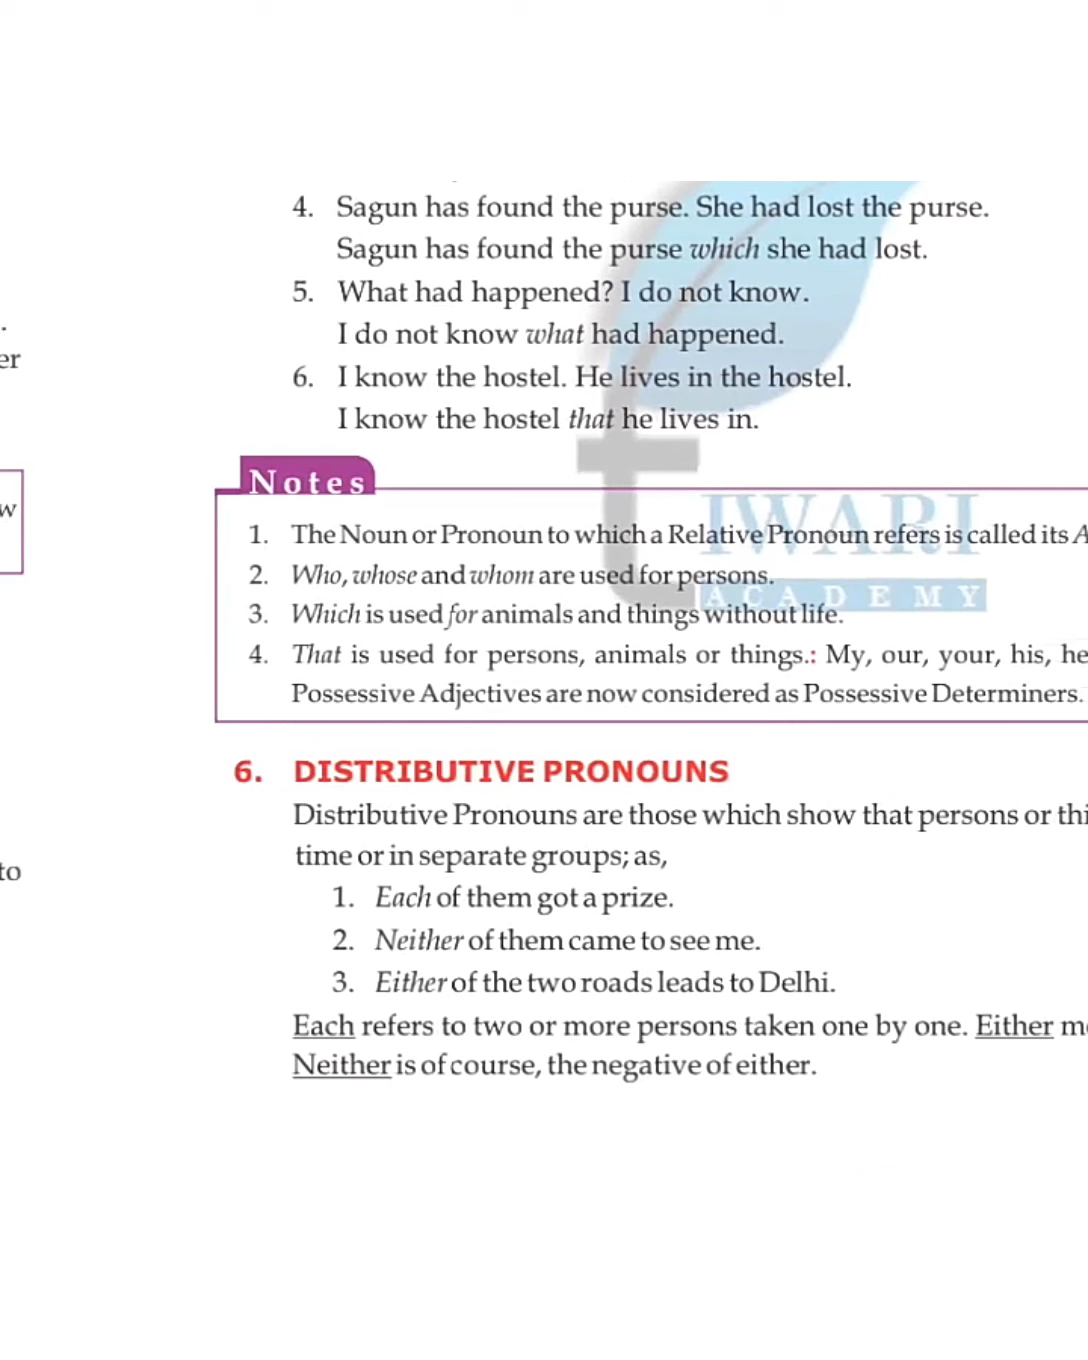 4. Sagun has found the purse. She had lost the purse.
Sagun has found the purse which she had lost.
5. What had happened? I do not know.
.
I do not know what had happened.
er
6. I know the hostel. He lives in the hostel.
I know the hostel that he lives in.
Notes
w
IWARI
1. The Noun or Pronoun to which a Relative Pronoun refers is called its A
2. Who, whose and whom are used for persons.
ACADEMY
3. Which is used for animals and things without life.
4. That is used for persons, animals or things.: My, our, your, his, he
Possessive Adjectives are now considered as Possessive Determiners.
6. DISTRIBUTIVE PRONOUNS
Distributive Pronouns are those which show that persons or thi
time or in separate groups; as,
to
1. Each of them got a prize.
2. Neither of them came to see me.
3. Either of the two roads leads to Delhi.
Each refers to two or more persons taken one by one. Either m
Neither is of course, the negative of either.